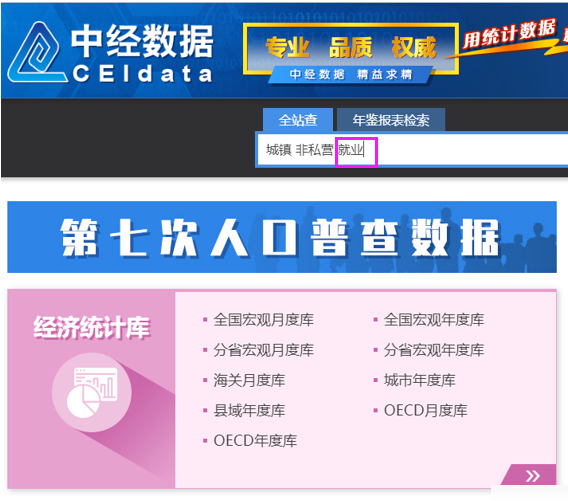 中经数据
CEIdata
专业 品质 权威
中经数据 精益求精
用统计数据
全站查 年鉴报表检索
城镇 非私营 就业
第七次人口普查数据
经济统计库
全国宏观月度库 全国宏观年度库
分省宏观月度库 分省宏观年度库
海关月度库 城市年度库
县域年度库 OECD月度库
OECD年度库